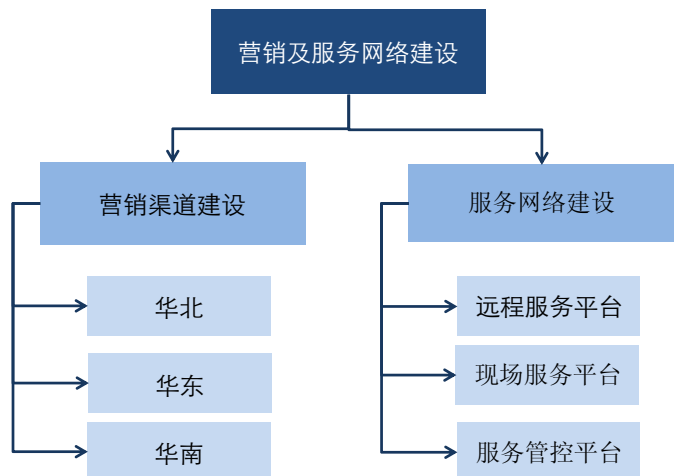 营销及服务网络建设
营销渠道建设
服务网络建设
华北
华东
华南
远程服务平台
现场服务平台
服务管控平台